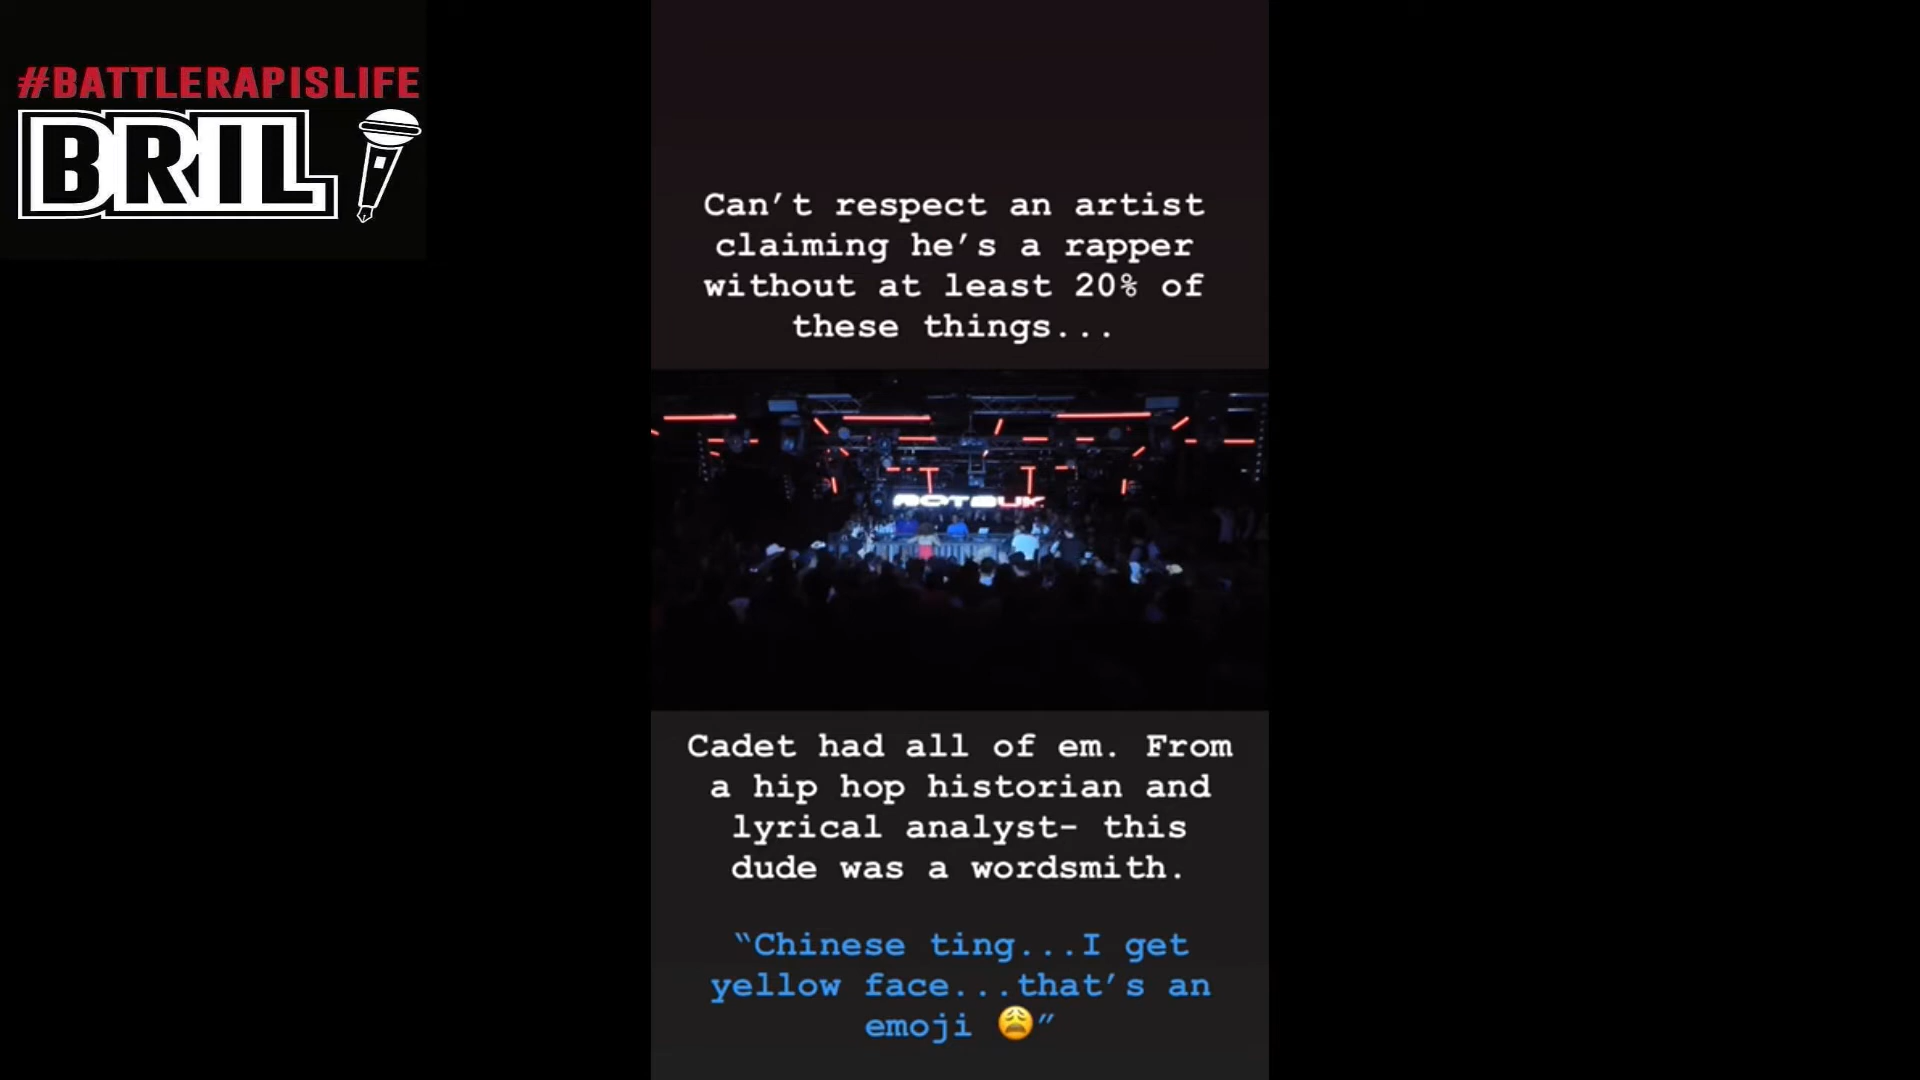 #BATTLERAPISLIFE
BRIL
Can’t respect an artist
claiming he’s a rapper
without at least 20% of
these things...
Cadet had all of em. From
a hip hop historian and
lyrical analyst- this
dude was a wordsmith.
“Chinese ting...I get
yellow face...that’s an
emoji 😩”